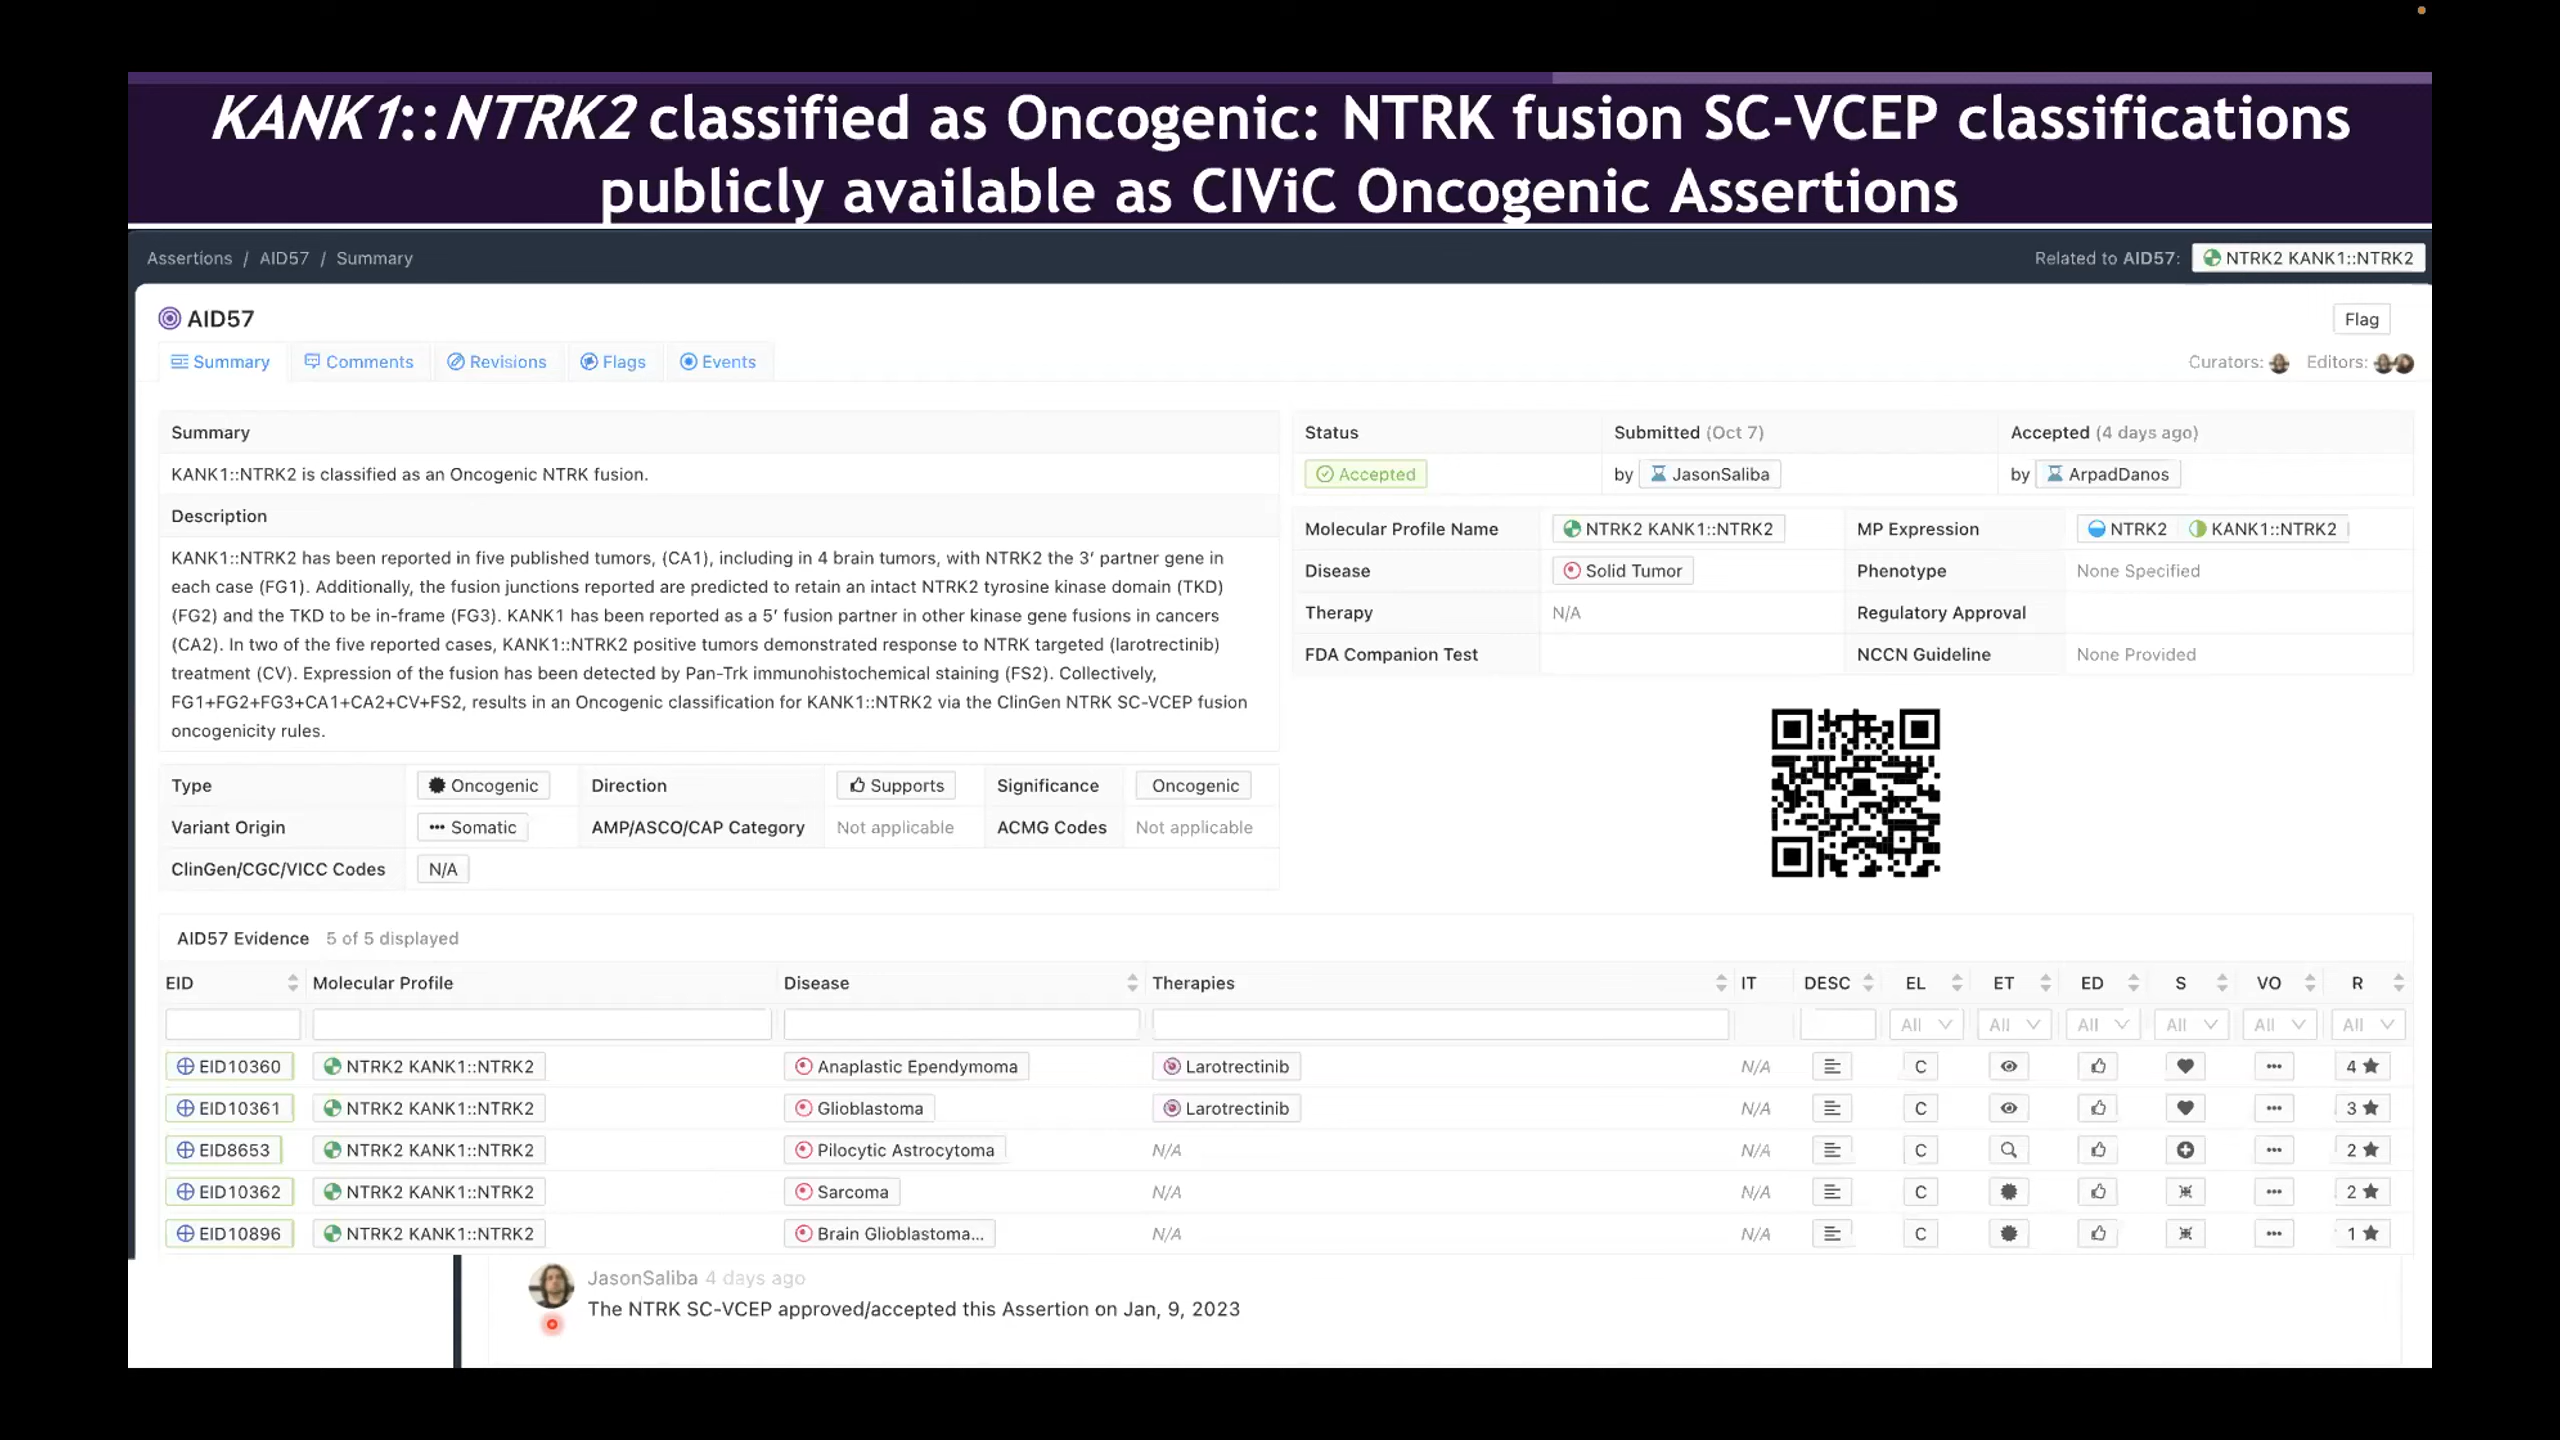 KANK1::NTRK2 classified as Oncogenic: NTRK fusion SC-VCEP classifications
publicly available as CIViC Oncogenic Assertions
Assertions / AID57 / Summary
Related to AID57: NTRK2 KANK1::NTRK2
AID57
Flag
Summary Comments Revisions Flags Events
Curators: Editors:
Summary
KANK1::NTRK2 is classified as an Oncogenic NTRK fusion.
Description
KANK1::NTRK2 has been reported in five published tumors, (CA1), including in 4 brain tumors, with NTRK2 the 3′ partner gene in
each case (FG1). Additionally, the fusion junctions reported are predicted to retain an intact NTRK2 tyrosine kinase domain (TKD)
(FG2) and the TKD to be in-frame (FG3). KANK1 has been reported as a 5′ fusion partner in other kinase gene fusions in cancers
(CA2). In two of the five reported cases, KANK1::NTRK2 positive tumors demonstrated response to NTRK targeted (larotrectinib)
treatment (CV). Expression of the fusion has been detected by Pan-Trk immunohistochemical staining (FS2). Collectively,
FG1+FG2+FG3+CA1+CA2+CV+FS2, results in an Oncogenic classification for KANK1::NTRK2 via the ClinGen NTRK SC-VCEP fusion
oncogenicity rules.
Type Oncogenic Direction Supports Significance Oncogenic
Variant Origin Somatic AMP/ASCO/CAP Category Not applicable ACMG Codes Not applicable
ClinGen/CGC/VICC Codes N/A
Status Submitted (Oct 7) Accepted (4 days ago)
Accepted by JasonSaliba by ArpadDanos
Molecular Profile Name NTRK2 KANK1::NTRK2 MP Expression NTRK2 KANK1::NTRK2
Disease Solid Tumor Phenotype None Specified
Therapy N/A Regulatory Approval
FDA Companion Test NCCN Guideline None Provided
AID57 Evidence 5 of 5 displayed
EID Molecular Profile Disease Therapies IT DESC EL ET ED S VO R
All All All All All All
EID10360 NTRK2 KANK1::NTRK2 Anaplastic Ependymoma Larotrectinib N/A C 4
EID10361 NTRK2 KANK1::NTRK2 Glioblastoma Larotrectinib N/A C 3
EID8653 NTRK2 KANK1::NTRK2 Pilocytic Astrocytoma N/A N/A C 2
EID10362 NTRK2 KANK1::NTRK2 Sarcoma N/A N/A C 2
EID10896 NTRK2 KANK1::NTRK2 Brain Glioblastoma... N/A N/A C 1
JasonSaliba 4 days ago
The NTRK SC-VCEP approved/accepted this Assertion on Jan, 9, 2023